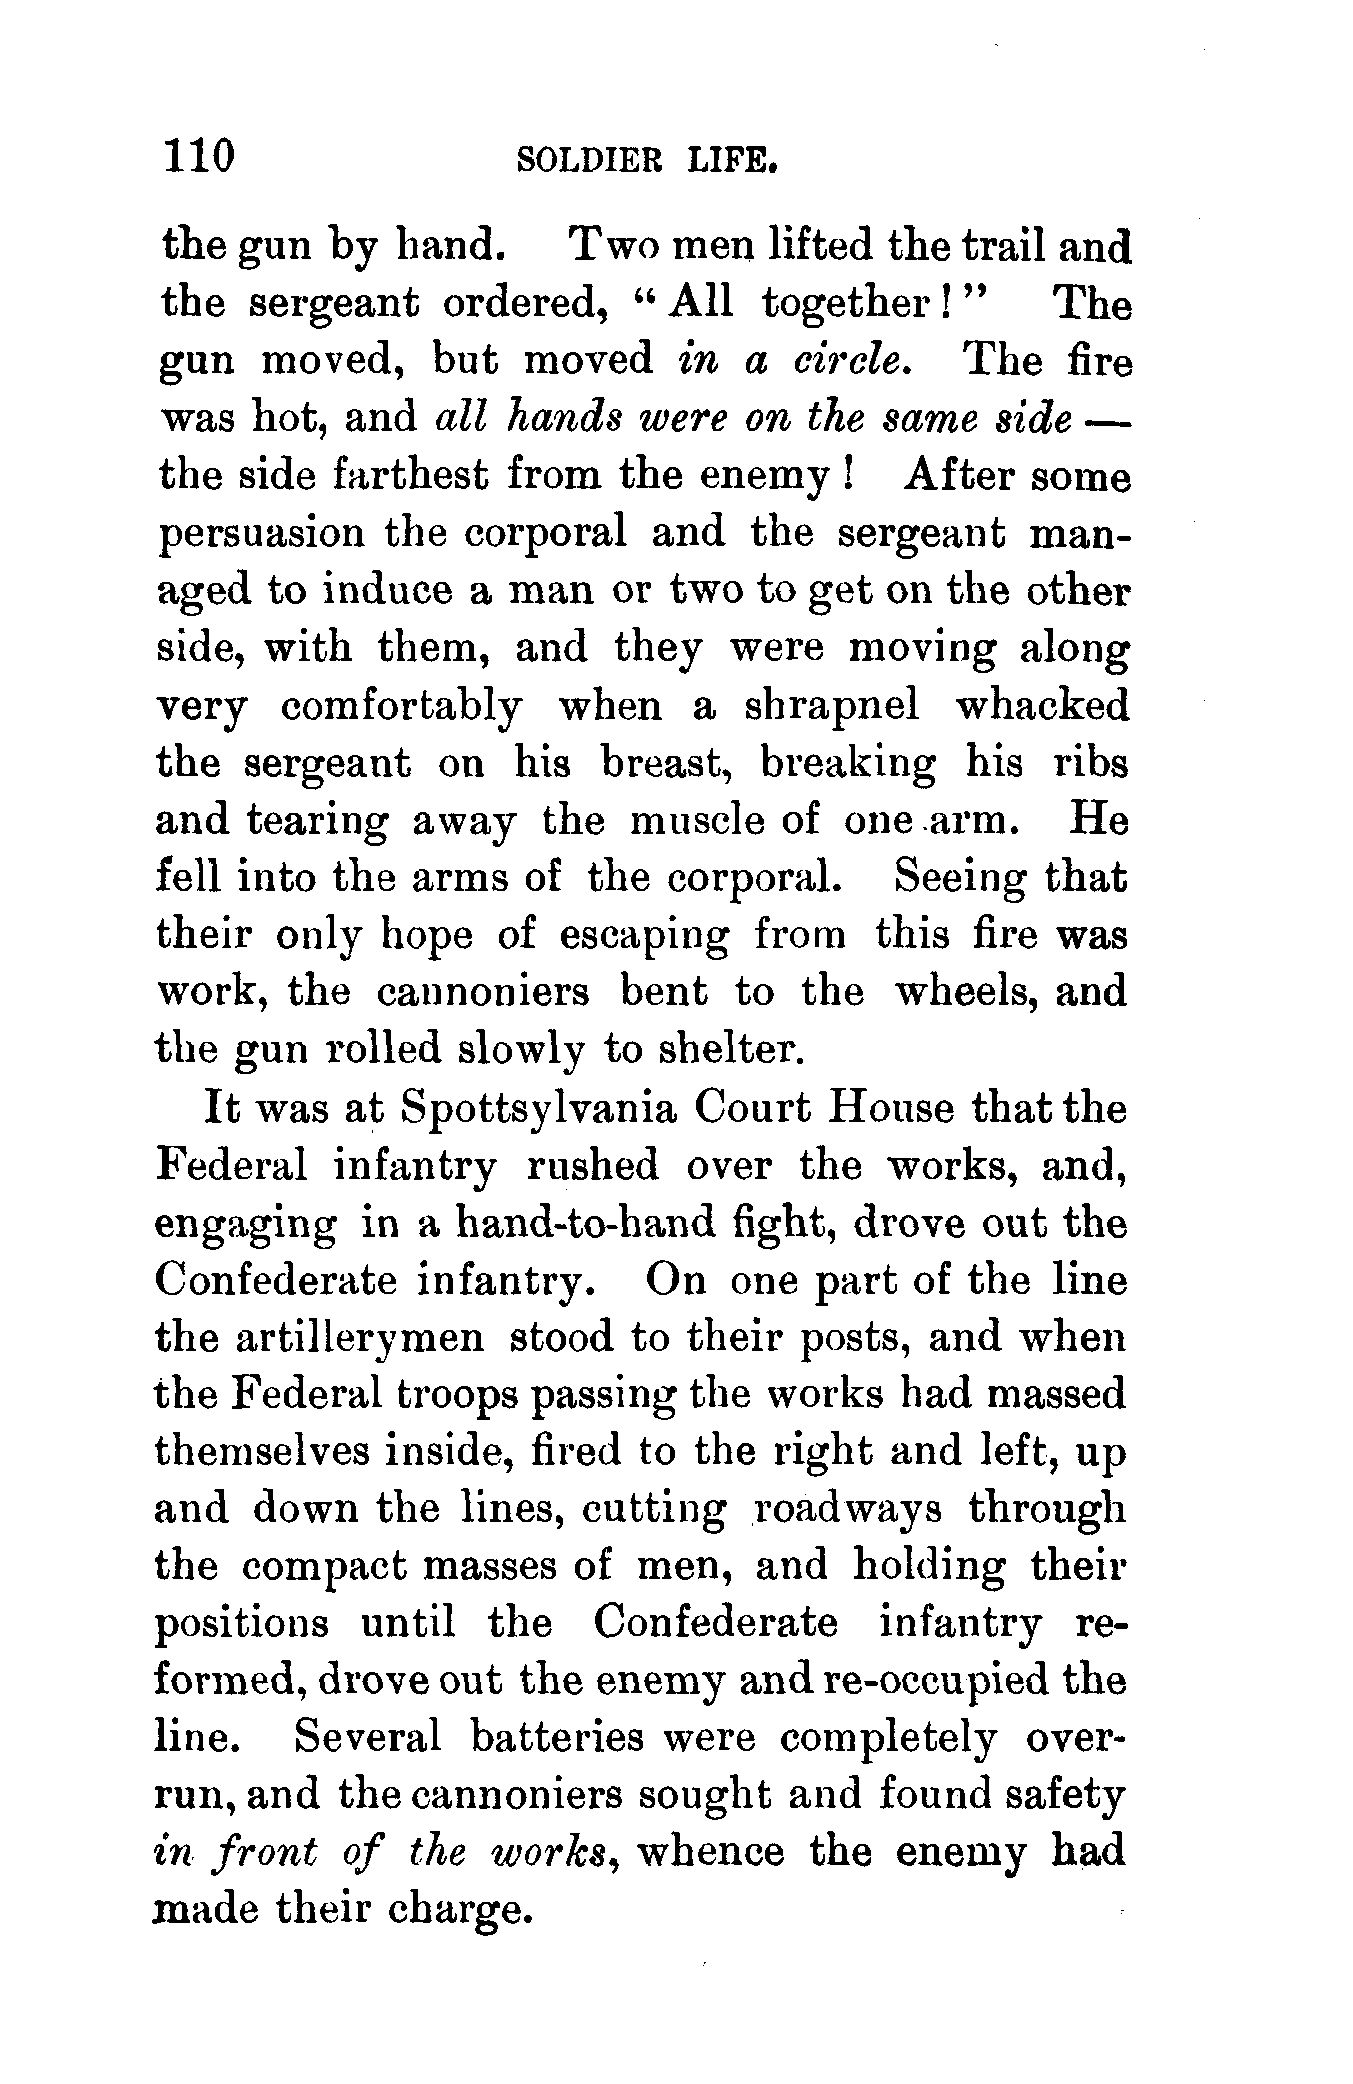 110 SOLDIER LIFE.
the gun by hand. Two men lifted the trail and
the sergeant ordered, “ All together ! ” The
gun moved, but moved in a circle. The fire
was hot, and all hands were on the same side —
the side farthest from the enemy ! After some
persuasion the corporal and the sergeant man-
aged to induce a man or two to get on the other
side, with them, and they were moving along
very comfortably when a shrapnel whacked
the sergeant on his breast, breaking his ribs
and tearing away the muscle of one arm. He
fell into the arms of the corporal. Seeing that
their only hope of escaping from this fire was
work, the cannoniers bent to the wheels, and
the gun rolled slowly to shelter.
It was at Spottsylvania Court House that the
Federal infantry rushed over the works, and,
engaging in a hand-to-hand fight, drove out the
Confederate infantry. On one part of the line
the artillerymen stood to their posts, and when
the Federal troops passing the works had massed
themselves inside, fired to the right and left, up
and down the lines, cutting roadways through
the compact masses of men, and holding their
positions until the Confederate infantry re-
formed, drove out the enemy and re-occupied the
line. Several batteries were completely over-
run, and the cannoniers sought and found safety
in front of the works, whence the enemy had
made their charge.